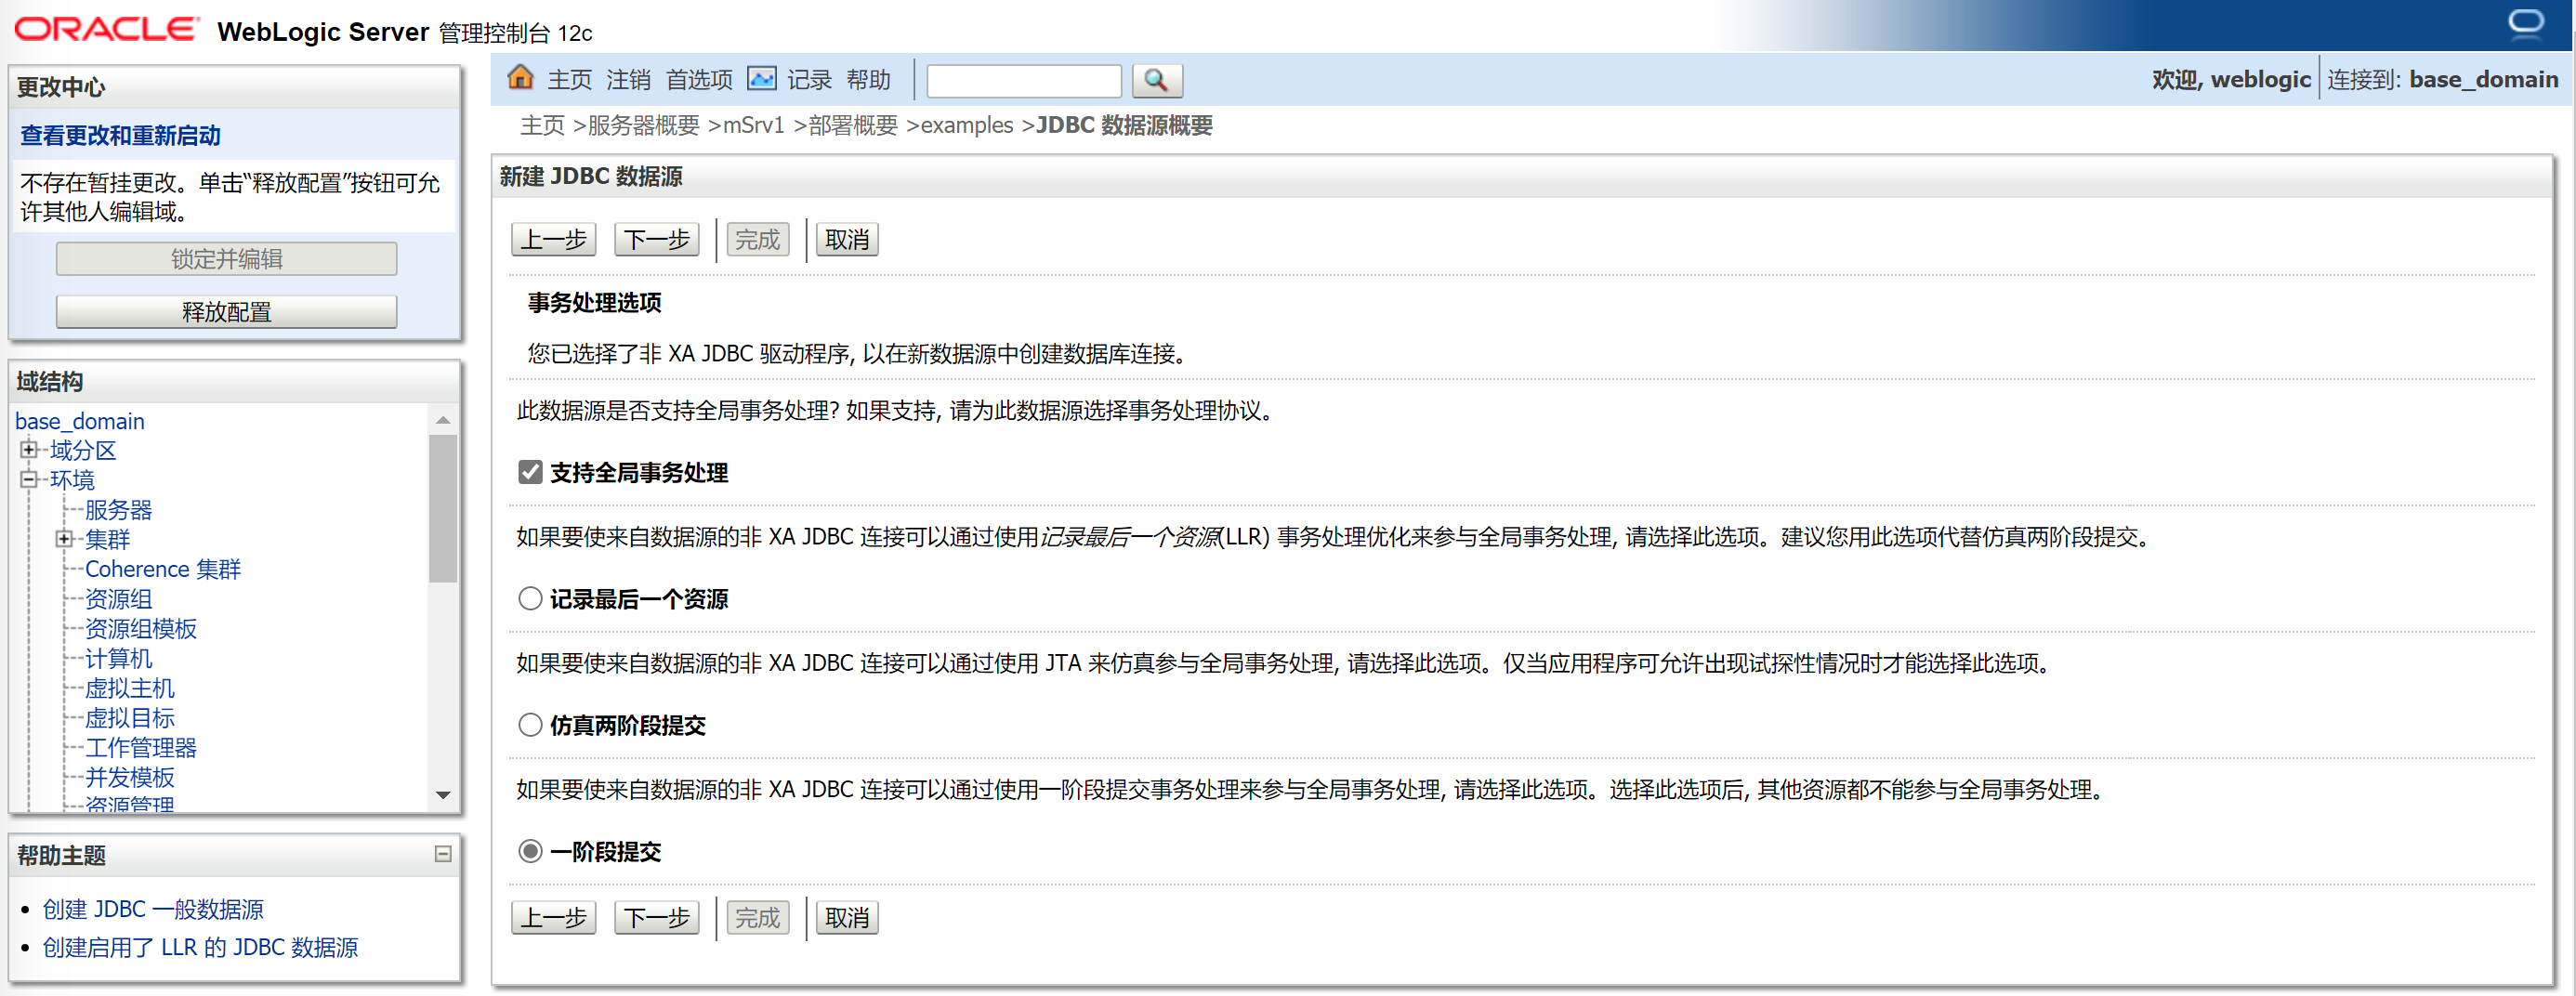 ORACLE WebLogic Server 管理控制台 12c
更改中心
查看更改和重新启动
不存在暂挂更改。单击“释放配置”按钮可允
许其他人编辑域。
锁定并编辑
释放配置
域结构
base_domain
域分区
环境
服务器
集群
Coherence 集群
资源组
资源组模板
计算机
虚拟主机
虚拟目标
工作管理器
并发模板
资源管理
帮助主题
创建 JDBC 一般数据源
创建启用了 LLR 的 JDBC 数据源
主页 注销 首选项 记录 帮助
欢迎, weblogic 连接到: base_domain
主页 >服务器概要 >mSrv1 >部署概要 >examples >JDBC 数据源概要
新建 JDBC 数据源
上一步 下一步 完成 取消
事务处理选项
您已选择了非 XA JDBC 驱动程序, 以在新数据源中创建数据库连接。
此数据源是否支持全局事务处理? 如果支持, 请为此数据源选择事务处理协议。
支持全局事务处理
如果要使来自数据源的非 XA JDBC 连接可以通过使用记录最后一个资源(LLR) 事务处理优化来参与全局事务处理, 请选择此选项。建议您用此选项代替仿真两阶段提交。
记录最后一个资源
如果要使来自数据源的非 XA JDBC 连接可以通过使用 JTA 来仿真参与全局事务处理, 请选择此选项。仅当应用程序可允许出现试探性情况时才能选择此选项。
仿真两阶段提交
如果要使来自数据源的非 XA JDBC 连接可以通过使用一阶段提交事务处理来参与全局事务处理, 请选择此选项。选择此选项后, 其他资源都不能参与全局事务处理。
一阶段提交
上一步 下一步 完成 取消